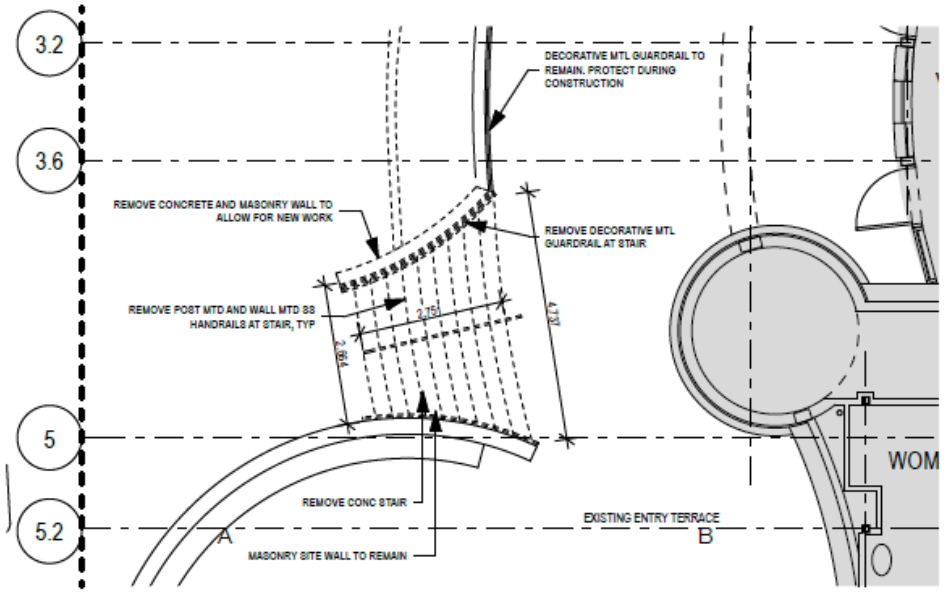 3.2
DECORATIVE MTL GUARDRAIL TO
REMAIN. PROTECT DURING
CONSTRUCTION
3.6
REMOVE CONCRETE AND MASONRY WALL TO
ALLOW FOR NEW WORK
REMOVE DECORATIVE MTL
GUARDRAIL AT STAIR
REMOVE POST MTD AND WALL MTD SS
HANDRAILS AT STAIR, TYP
2.751
4.737
2.664
5
WOM
REMOVE CONC STAIR
EXISTING ENTRY TERRACE
5.2
A
B
MASONRY SITE WALL TO REMAIN